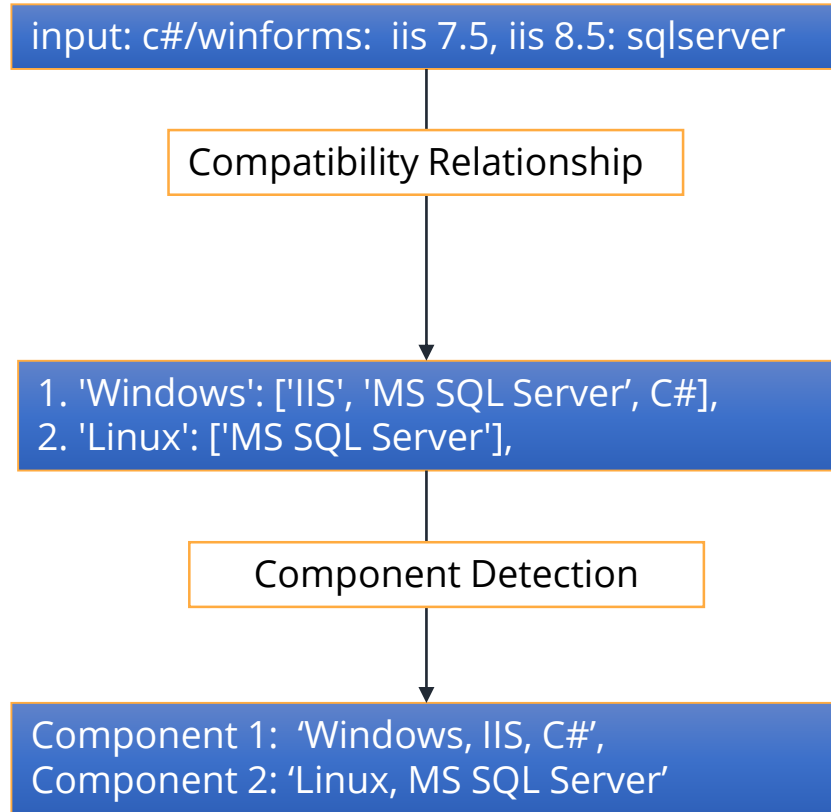 input: c#/winforms: iis 7.5, iis 8.5: sqlserver
Compatibility Relationship
1. 'Windows': ['IIS', 'MS SQL Server’, C#],
2. 'Linux': ['MS SQL Server'],
Component Detection
Component 1: ‘Windows, IIS, C#’,
Component 2: ‘Linux, MS SQL Server’